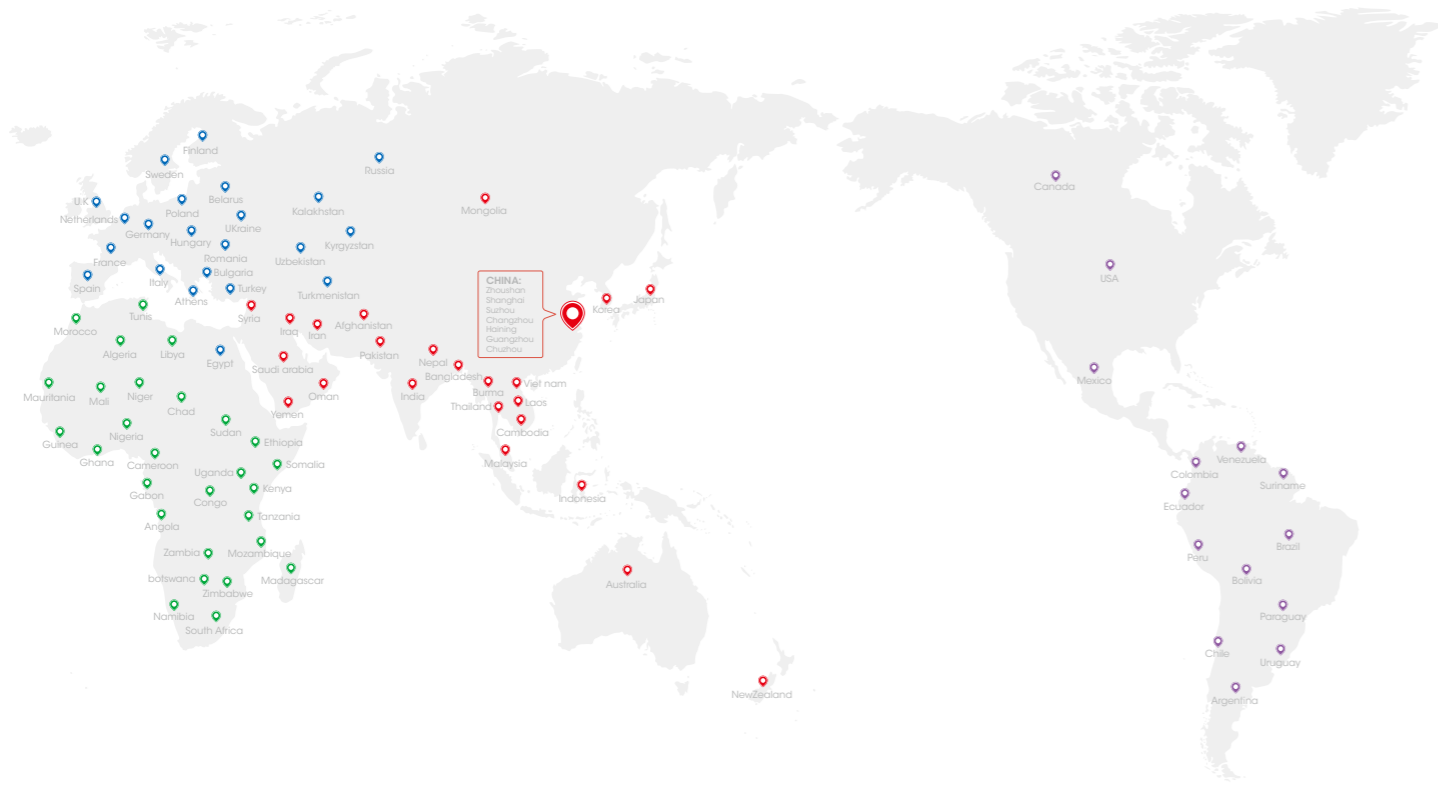 Finland
Sweden
Russia
Canada
Belarus
U.K
Poland
Kalakhstan
Mongolia
Netherlands
UKraine
Germany
Hungary
Kyrgyzstan
Romania
France
Uzbekistan
Bulgaria
USA
Italy
Spain
Turkey
Turkmenistan
Athens
CHINA:
Zhoushan
Shanghai
Suzhou
Changzhou
Haining
Guangzhou
Chuzhou
Japan
Korea
Tunis
Syria
Afghanistan
Morocco
Iraq
Iran
Algeria
Libya
Egypt
Pakistan
Nepal
Saudi arabia
Bangladesh
Mexico
Viet nam
Mauritania
Mali
Niger
Oman
India
Burma
Chad
Laos
Thailand
Yemen
Sudan
Cambodia
Nigeria
Guinea
Ethiopia
Ghana
Cameroon
Somalia
Malaysia
Venezuela
Uganda
Colombia
Kenya
Suriname
Gabon
Congo
Indonesia
Ecuador
Tanzania
Angola
Brazil
Zambia
Mozambique
Peru
botswana
Madagascar
Bolivia
Australia
Zimbabwe
Namibia
Paraguay
South Africa
Chile
Uruguay
NewZealand
Argentina